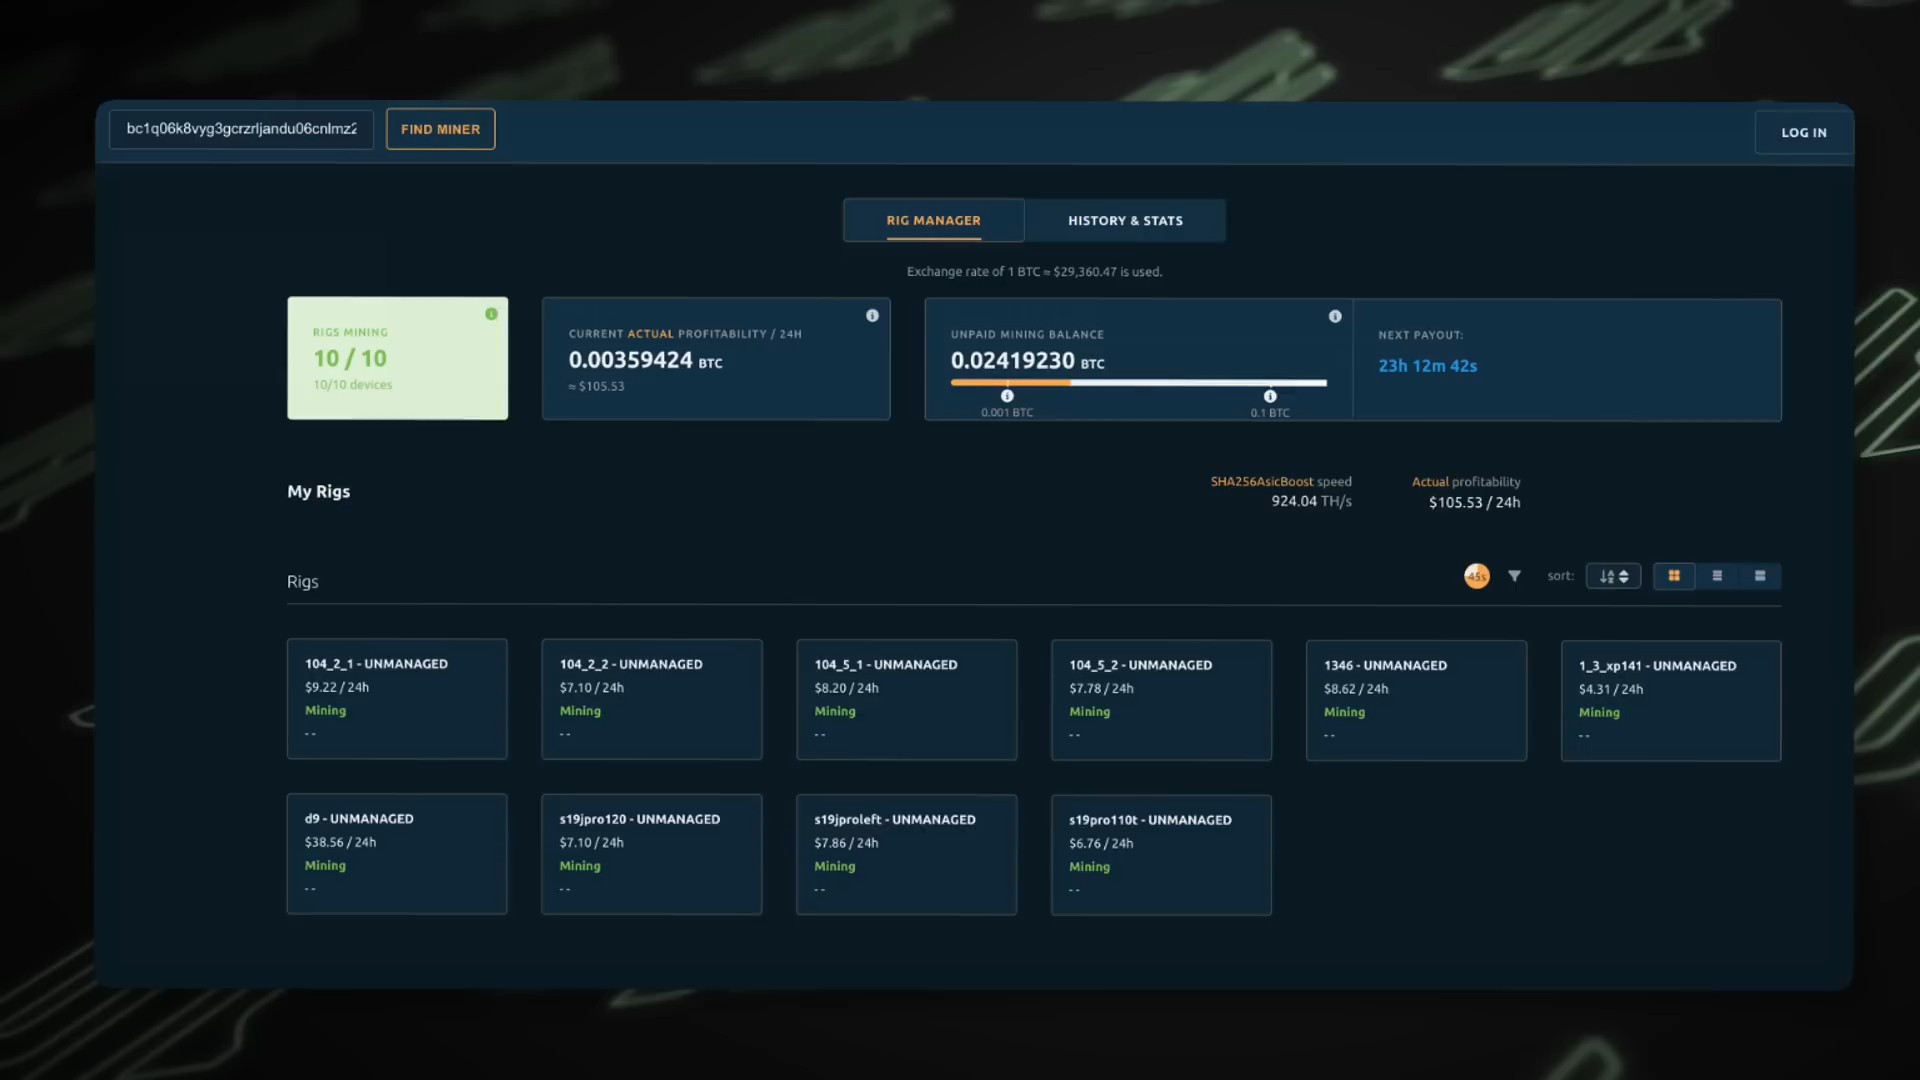 bc1q06k8vyg3gcrzrljandu06cnlmz2
FIND MINER
LOG IN
RIG MANAGER
HISTORY & STATS
Exchange rate of 1 BTC ≈ $29,360.47 is used.
RIGS MINING
10 / 10
10/10 devices
CURRENT ACTUAL PROFITABILITY / 24H
0.00359424 BTC
≈ $105.53
UNPAID MINING BALANCE
0.02419230 BTC
0.001 BTC
0.1 BTC
NEXT PAYOUT:
23h 12m 42s
My Rigs
SHA256AsicBoost speed
924.04 TH/s
Actual profitability
$105.53 / 24h
Rigs
45s
sort:
104_2_1 - UNMANAGED
$9.22 / 24h
Mining
- -
104_2_2 - UNMANAGED
$7.10 / 24h
Mining
- -
104_5_1 - UNMANAGED
$8.20 / 24h
Mining
- -
104_5_2 - UNMANAGED
$7.78 / 24h
Mining
- -
1346 - UNMANAGED
$8.62 / 24h
Mining
- -
1_3_xp141 - UNMANAGED
$4.31 / 24h
Mining
- -
d9 - UNMANAGED
$38.56 / 24h
Mining
- -
s19jpro120 - UNMANAGED
$7.10 / 24h
Mining
- -
s19jproleft - UNMANAGED
$7.86 / 24h
Mining
- -
s19pro110t - UNMANAGED
$6.76 / 24h
Mining
- -